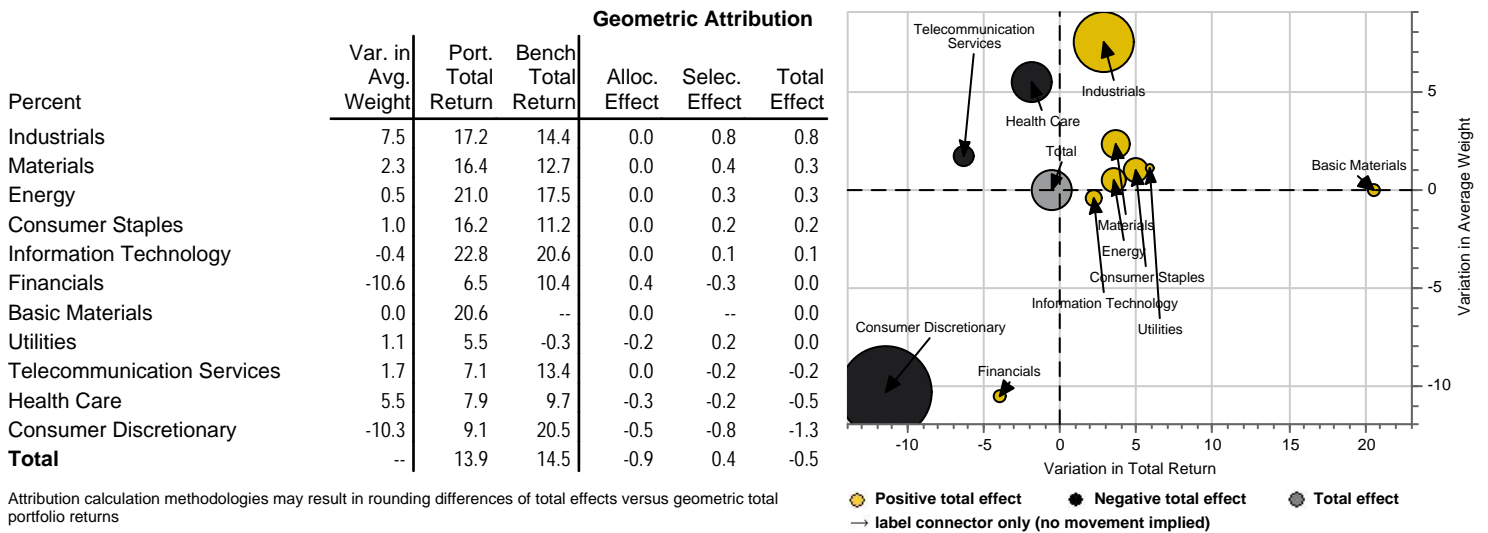 Geometric Attribution
Percent Var. in Avg. Weight Port. Total Return Bench Total Return Alloc. Effect Selec. Effect Total Effect
Industrials 7.5 17.2 14.4 0.0 0.8 0.8
Materials 2.3 16.4 12.7 0.0 0.4 0.3
Energy 0.5 21.0 17.5 0.0 0.3 0.3
Consumer Staples 1.0 16.2 11.2 0.0 0.2 0.2
Information Technology -0.4 22.8 20.6 0.0 0.1 0.1
Financials -10.6 6.5 10.4 0.4 -0.3 0.0
Basic Materials 0.0 20.6 -- 0.0 -- 0.0
Utilities 1.1 5.5 -0.3 -0.2 0.2 0.0
Telecommunication Services 1.7 7.1 13.4 0.0 -0.2 -0.2
Health Care 5.5 7.9 9.7 -0.3 -0.2 -0.5
Consumer Discretionary -10.3 9.1 20.5 -0.5 -0.8 -1.3
Total -- 13.9 14.5 -0.9 0.4 -0.5
Attribution calculation methodologies may result in rounding differences of total effects versus geometric total
portfolio returns
Telecommunication
Services
Industrials
Health Care
Total
Basic Materials
Materials
Energy
Consumer Staples
Information Technology
Utilities
Consumer Discretionary
Financials
5
0
-5
-10
Variation in Average Weight
-10 -5 0 5 10 15 20
Variation in Total Return
Positive total effect Negative total effect Total effect
→ label connector only (no movement implied)